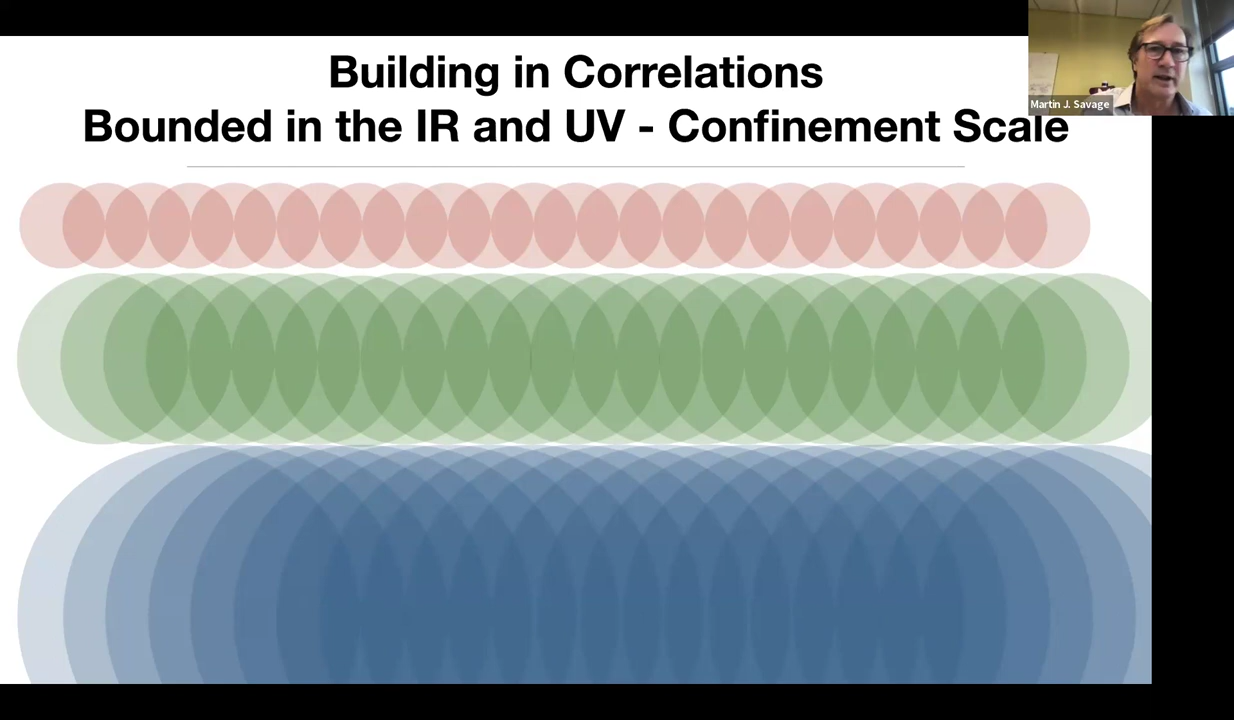 Building in Correlations
Bounded in the IR and UV - Confinement Scale
Martin J. Savage